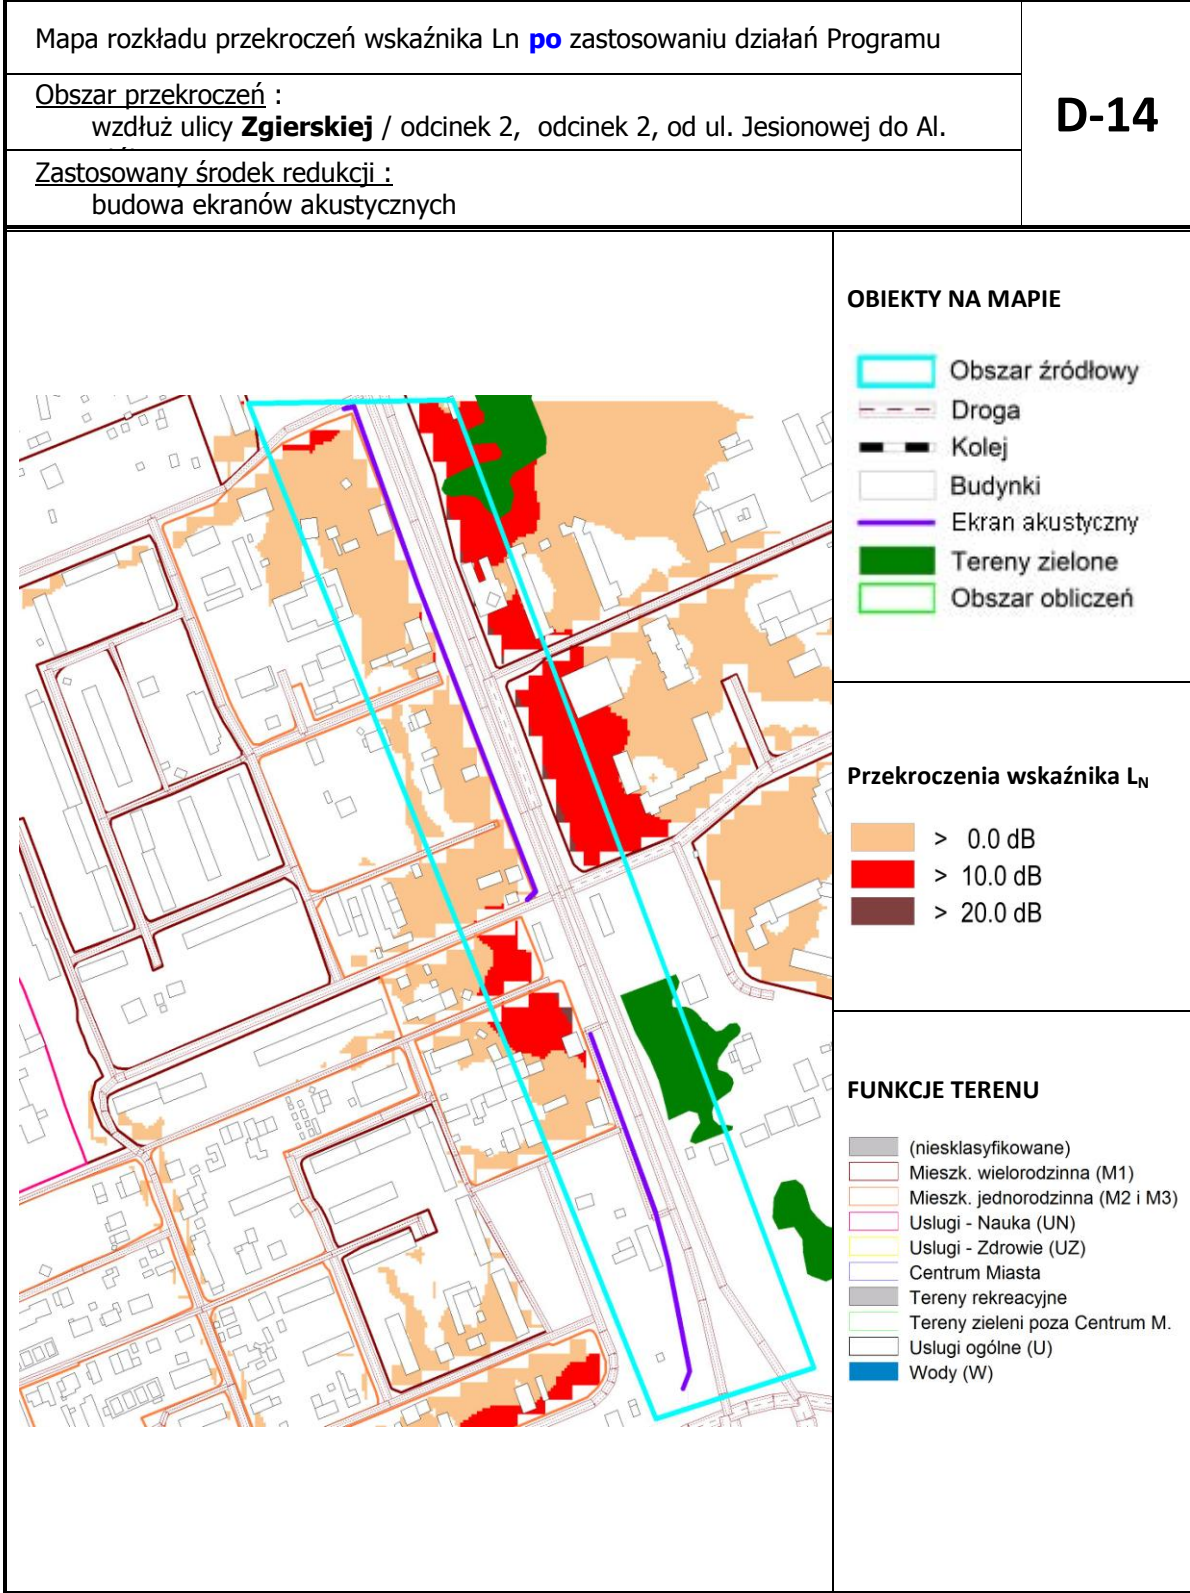 Mapa rozkładu przekroczeń wskaźnika Ln po zastosowaniu działań Programu
Obszar przekroczeń :
wzdłuż ulicy Zgierskiej / odcinek 2, odcinek 2, od ul. Jesionowej do Al.
D-14
Zastosowany środek redukcji :
budowa ekranów akustycznych
OBIEKTY NA MAPIE
Obszar źródłowy
Droga
Kolej
Budynki
Ekran akustyczny
Tereny zielone
Obszar obliczeń
Przekroczenia wskaźnika LN
> 0.0 dB
> 10.0 dB
> 20.0 dB
FUNKCJE TERENU
(niesklasyfikowane)
Mieszk. wielorodzinna (M1)
Mieszk. jednorodzinna (M2 i M3)
Uslugi - Nauka (UN)
Uslugi - Zdrowie (UZ)
Centrum Miasta
Tereny rekreacyjne
Tereny zieleni poza Centrum M.
Uslugi ogólne (U)
Wody (W)